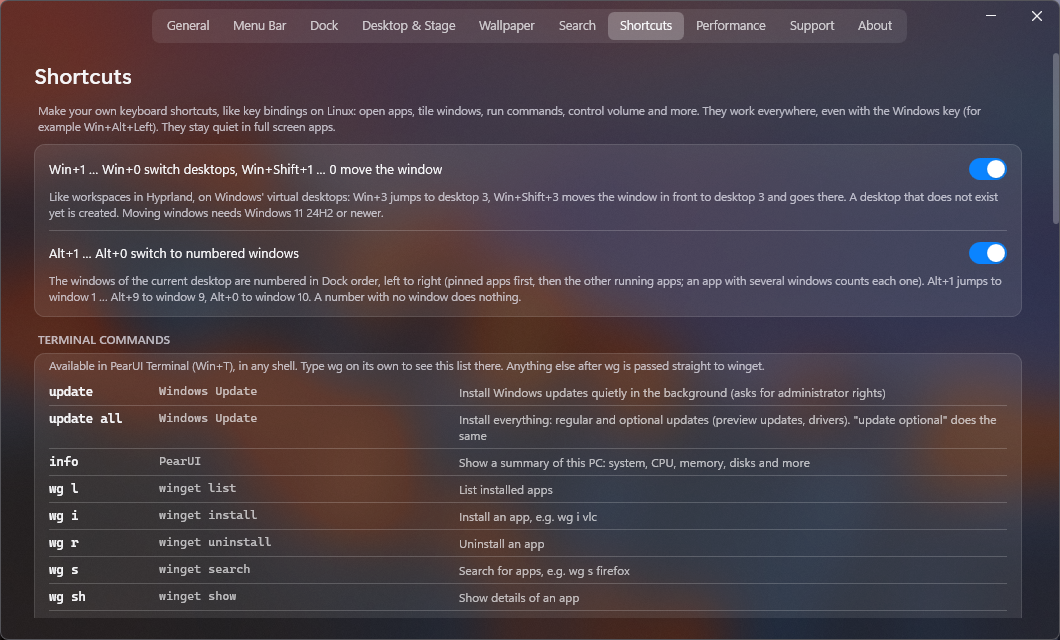 General Menu Bar Dock Desktop & Stage Wallpaper Search Shortcuts Performance Support About
Shortcuts
Make your own keyboard shortcuts, like key bindings on Linux: open apps, tile windows, run commands, control volume and more. They work everywhere, even with the Windows key (for
example Win+Alt+Left). They stay quiet in full screen apps.
Win+1 ... Win+0 switch desktops, Win+Shift+1 ... 0 move the window
Like workspaces in Hyprland, on Windows' virtual desktops: Win+3 jumps to desktop 3, Win+Shift+3 moves the window in front to desktop 3 and goes there. A desktop that does not exist
yet is created. Moving windows needs Windows 11 24H2 or newer.
Alt+1 ... Alt+0 switch to numbered windows
The windows of the current desktop are numbered in Dock order, left to right (pinned apps first, then the other running apps; an app with several windows counts each one). Alt+1 jumps to
window 1 ... Alt+9 to window 9, Alt+0 to window 10. A number with no window does nothing.
TERMINAL COMMANDS
Available in PearUI Terminal (Win+T), in any shell. Type wg on its own to see this list there. Anything else after wg is passed straight to winget.
update Windows Update Install Windows updates quietly in the background (asks for administrator rights)
update all Windows Update Install everything: regular and optional updates (preview updates, drivers). "update optional" does the
same
info PearUI Show a summary of this PC: system, CPU, memory, disks and more
wg l winget list List installed apps
wg i winget install Install an app, e.g. wg i vlc
wg r winget uninstall Uninstall an app
wg s winget search Search for apps, e.g. wg s firefox
wg sh winget show Show details of an app